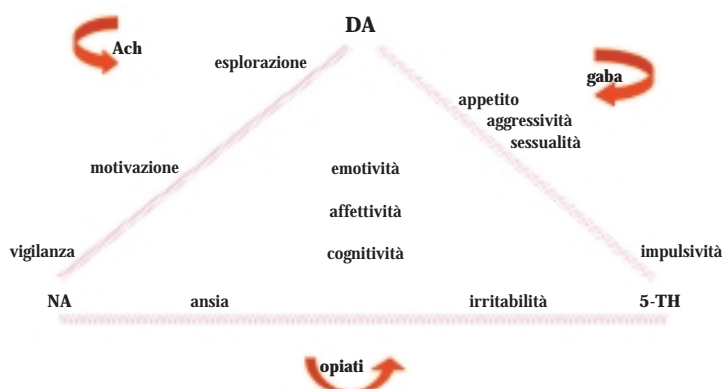 DA
Ach
esplorazione
gaba
appetito
aggressività
sessualità
motivazione
emotività
affettività
vigilanza
cognitività
impulsività
NA
ansia
irritabilità
5-TH
opiati